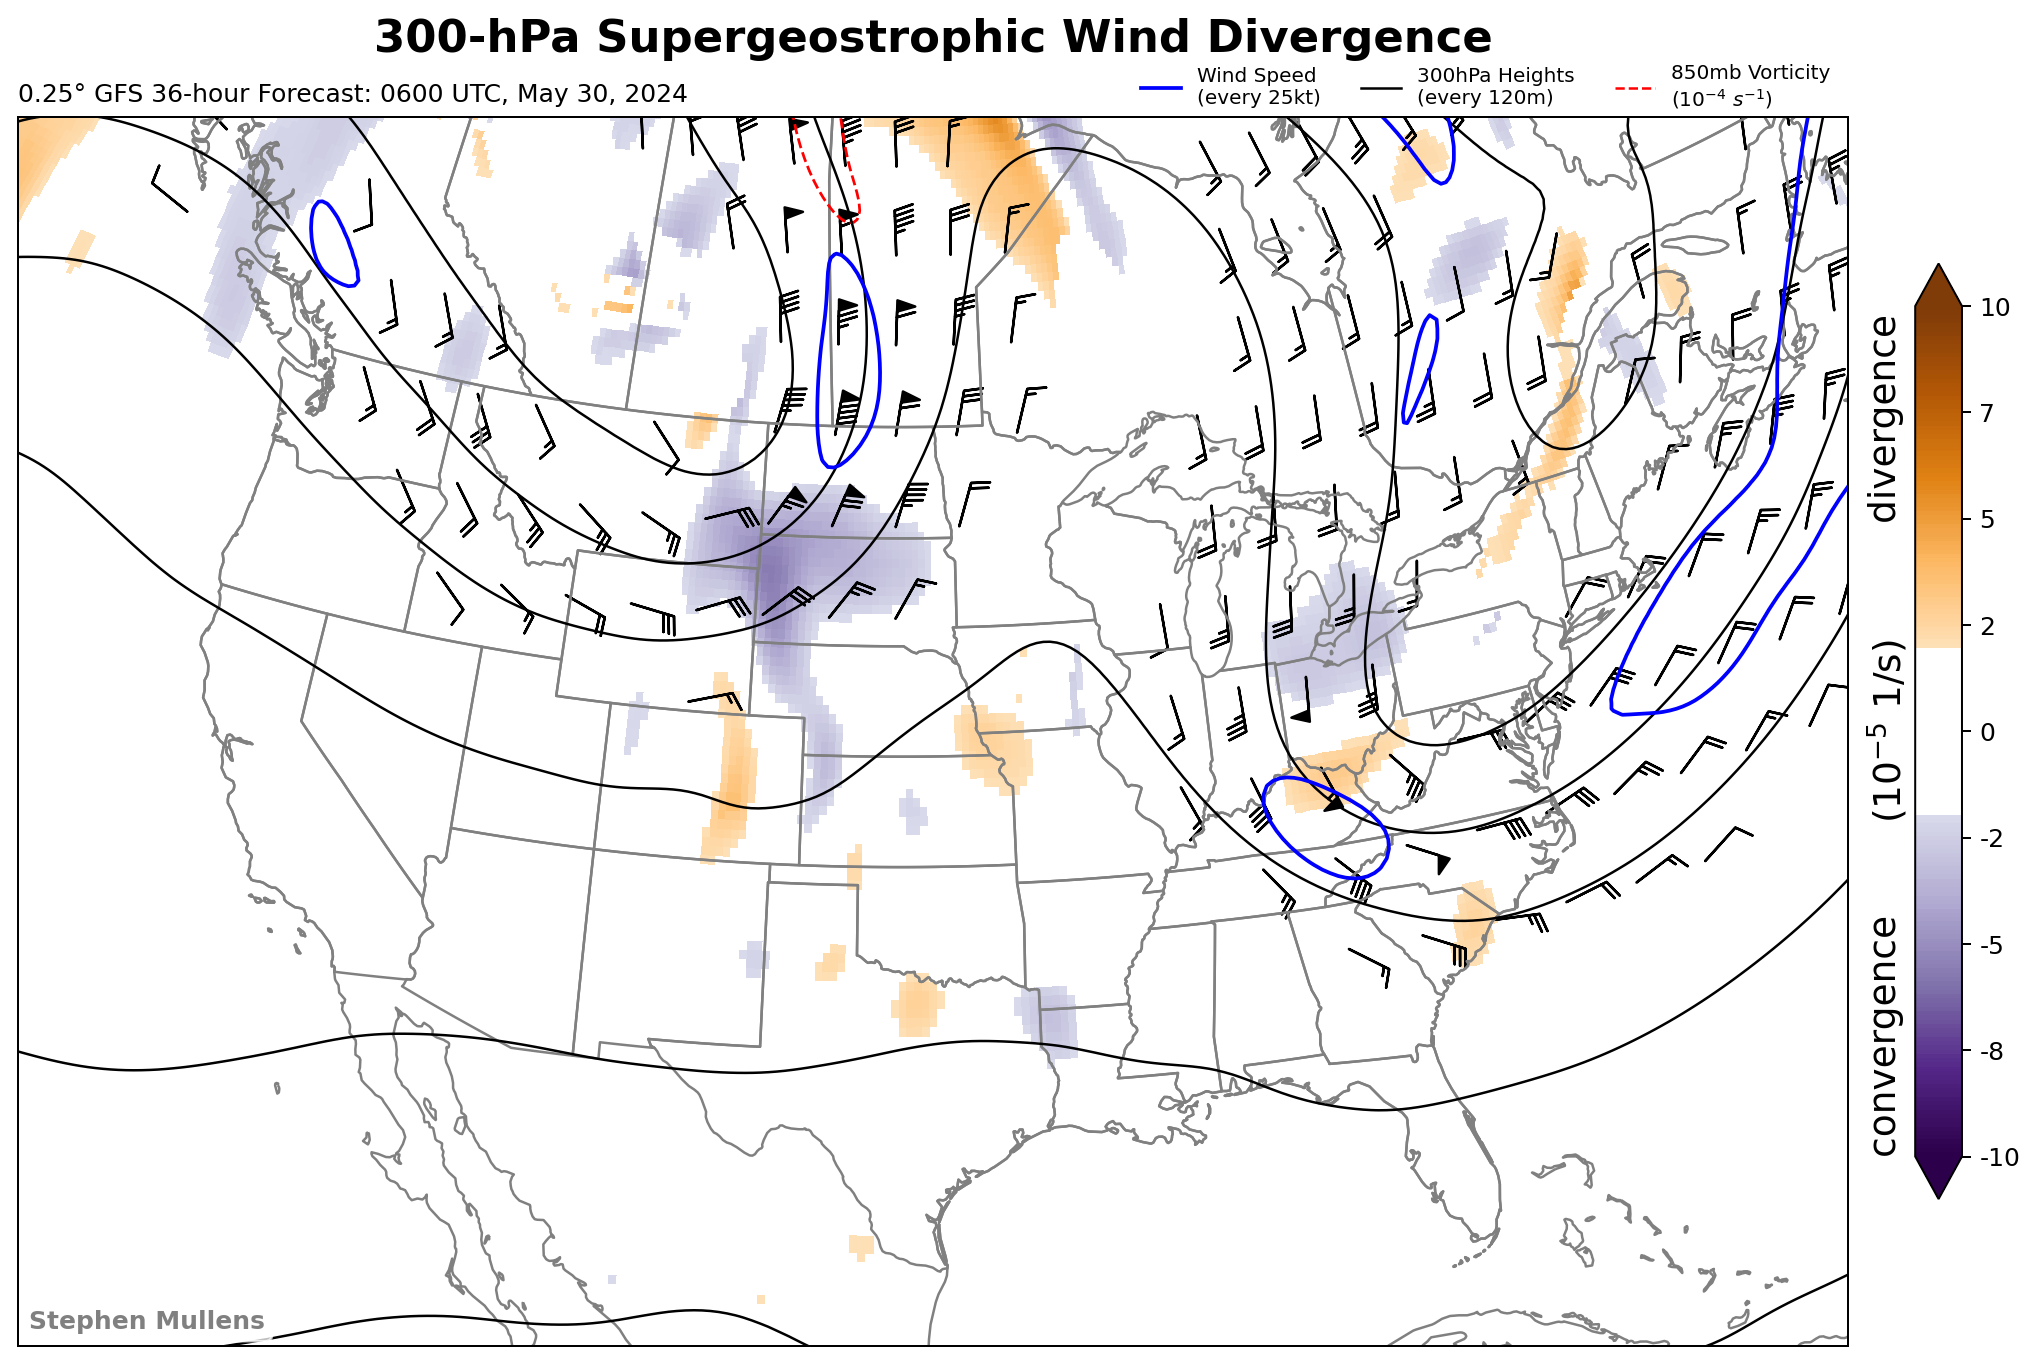 300-hPa Supergeostrophic Wind Divergence
0.25° GFS 36-hour Forecast: 0600 UTC, May 30, 2024
Wind Speed
(every 25kt)
300hPa Heights
(every 120m)
850mb Vorticity
(10⁻⁴ s⁻¹)
10
7
5
2
0
-2
-5
-8
-10
convergence (10⁻⁵ 1/s) divergence
Stephen Mullens